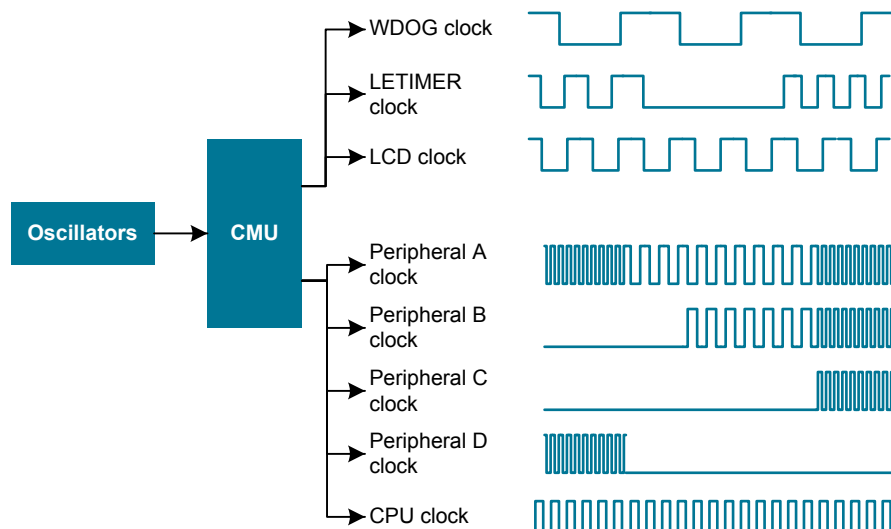 WDOG clock
LETIMER
clock
LCD clock
Oscillators
CMU
Peripheral A
clock
Peripheral B
clock
Peripheral C
clock
Peripheral D
clock
CPU clock